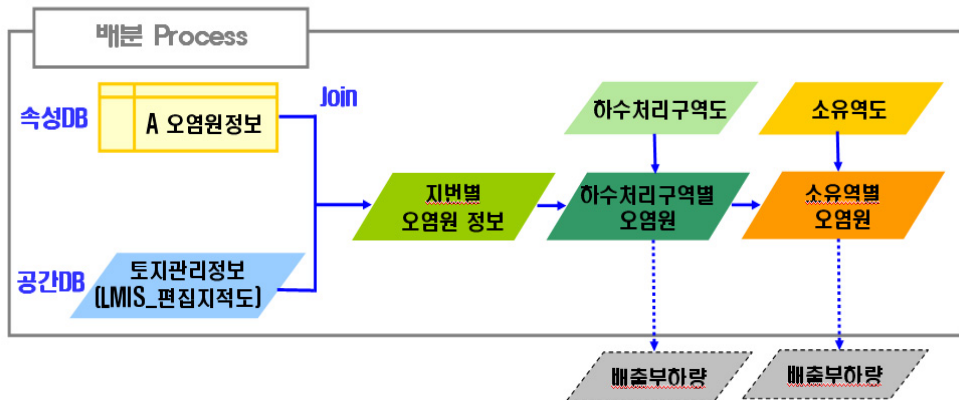 배분 Process
속성DB
A 오염원정보
Join
하수처리구역도
소유역도
지번별
오염원 정보
하수처리구역별
오염원
소유역별
오염원
공간DB
토지관리정보
(LMIS_편집지적도)
배출부하량
배출부하량